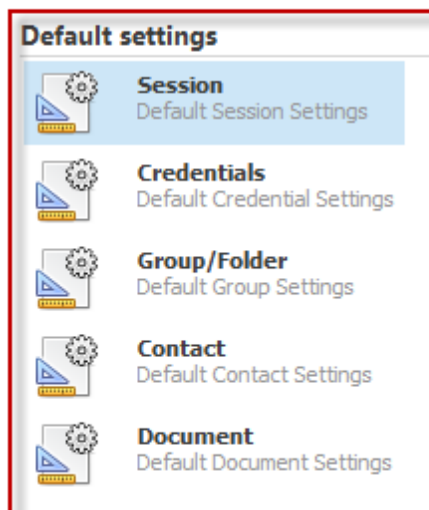 Default settings
Session
Default Session Settings
Credentials
Default Credential Settings
Group/Folder
Default Group Settings
Contact
Default Contact Settings
Document
Default Document Settings